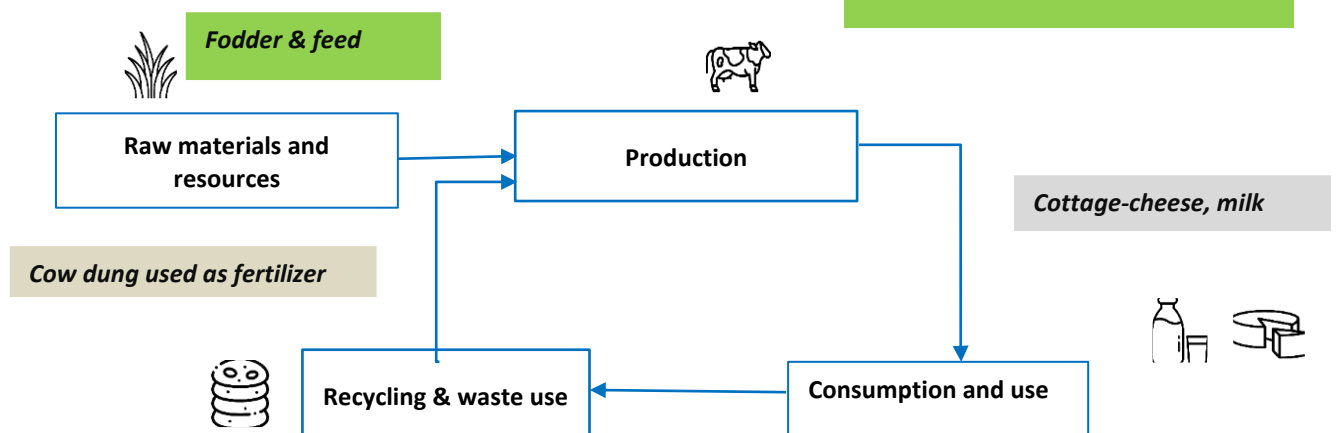 Fodder & feed
Raw materials and
resources
Production
Cottage-cheese, milk
Cow dung used as fertilizer
Recycling & waste use
Consumption and use